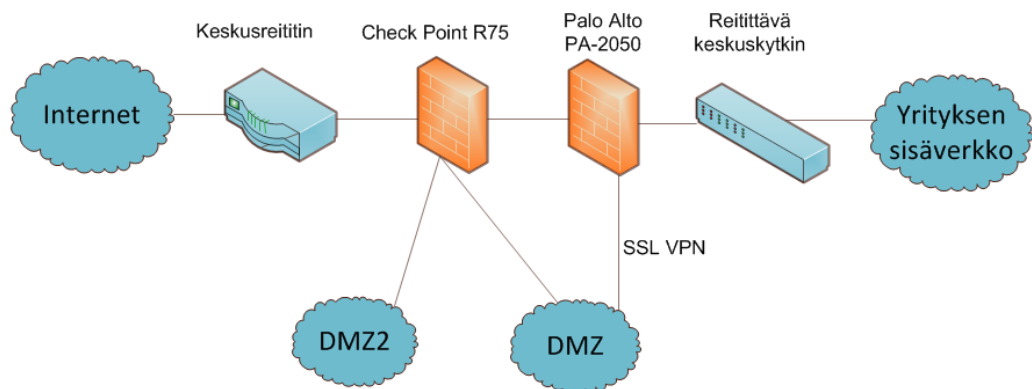 Keskusreititin
Check Point R75
Palo Alto
PA-2050
Reitittävä
keskuskytkin
Internet
Yrityksen
sisäverkko
SSL VPN
DMZ2
DMZ